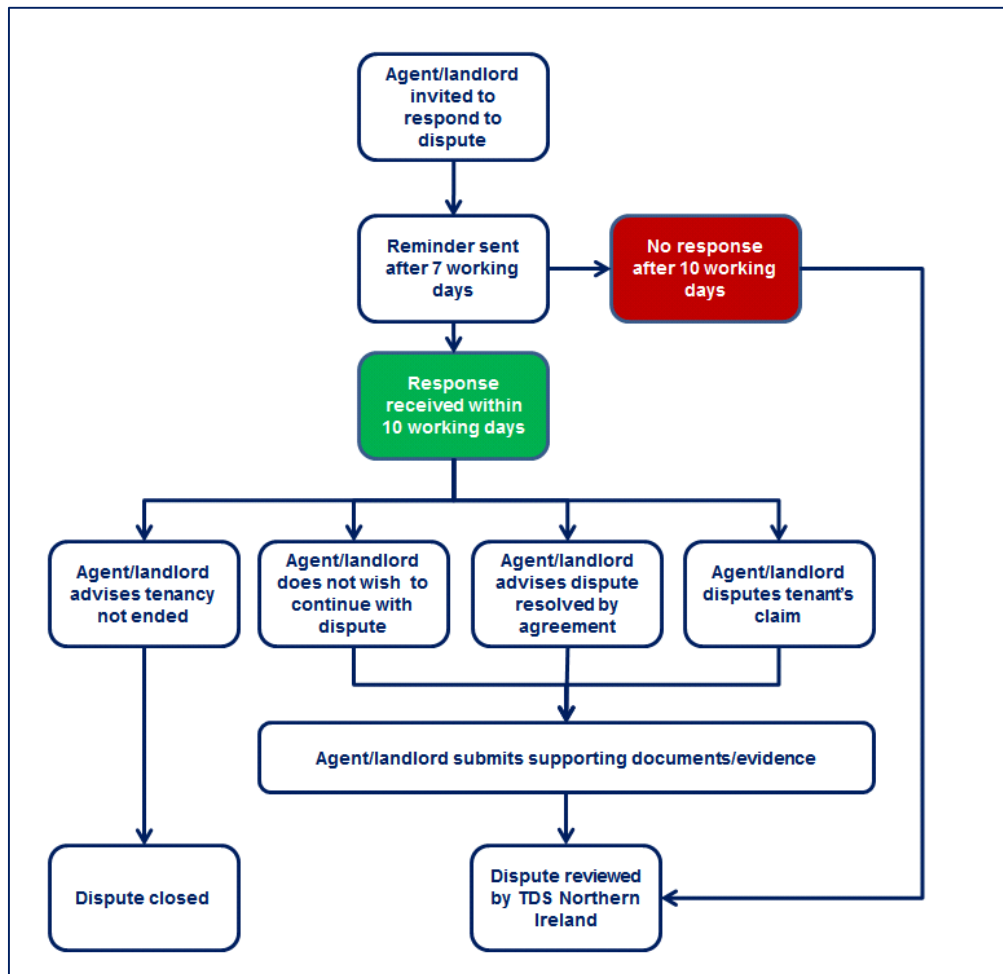 Agent/landlord
invited to
respond to
dispute
Reminder sent
after 7 working
days
No response
after 10 working
days
Response
received within
10 working days
Agent/landlord
advises tenancy
not ended
Agent/landlord
does not wish to
continue with
dispute
Agent/landlord
advises dispute
resolved by
agreement
Agent/landlord
disputes tenant's
claim
Agent/landlord submits supporting documents/evidence
Dispute closed
Dispute reviewed
by TDS Northern
Ireland